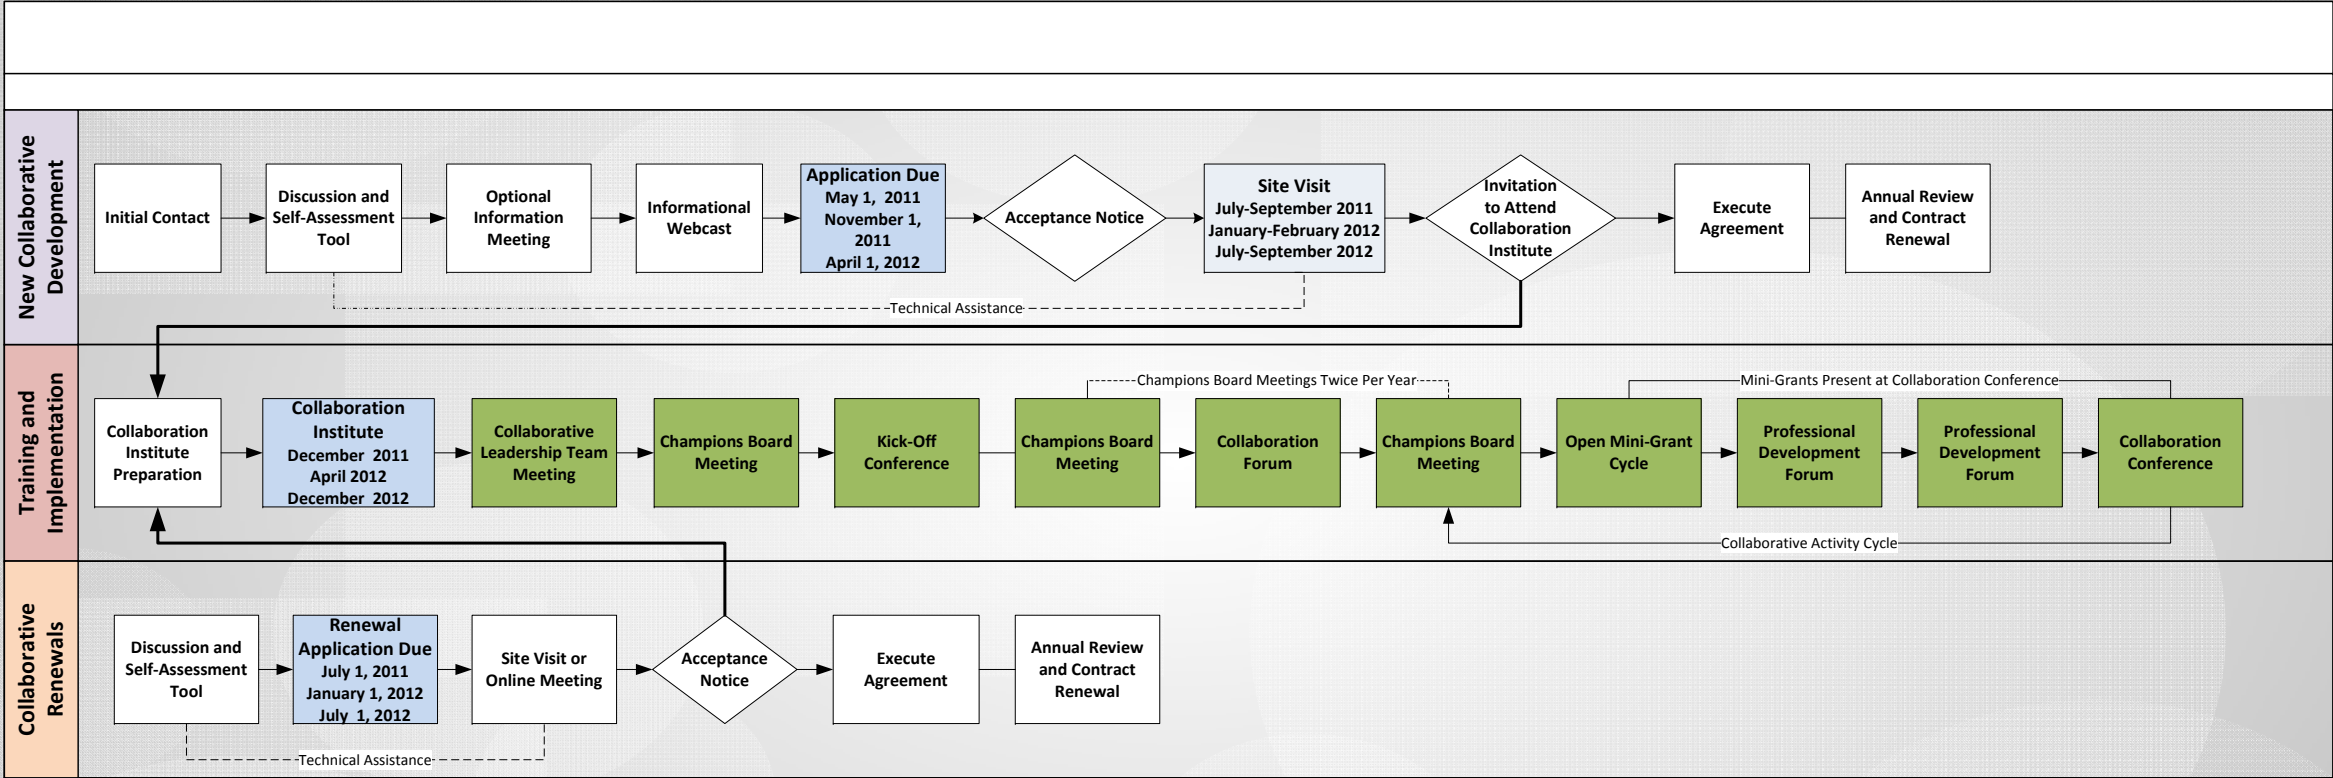 New Collaborative
Development
Initial Contact
Discussion and
Self-Assessment
Tool
Optional
Information
Meeting
Informational
Webcast
Application Due
May 1, 2011
November 1,
2011
April 1, 2012
Acceptance Notice
Site Visit
July-September 2011
January-February 2012
July-September 2012
Invitation
to Attend
Collaboration
Institute
Execute
Agreement
Annual Review
and Contract
Renewal
Technical Assistance
Training and
Implementation
Champions Board Meetings Twice Per Year
Mini-Grants Present at Collaboration Conference
Collaboration
Institute
Preparation
Collaboration
Institute
December 2011
April 2012
December 2012
Collaborative
Leadership Team
Meeting
Champions Board
Meeting
Kick-Off
Conference
Champions Board
Meeting
Collaboration
Forum
Champions Board
Meeting
Open Mini-Grant
Cycle
Professional
Development
Forum
Professional
Development
Forum
Collaboration
Conference
Collaborative Activity Cycle
Collaborative
Renewals
Discussion and
Self-Assessment
Tool
Renewal
Application Due
July 1, 2011
January 1, 2012
July 1, 2012
Site Visit or
Online Meeting
Acceptance
Notice
Execute
Agreement
Annual Review
and Contract
Renewal
Technical Assistance